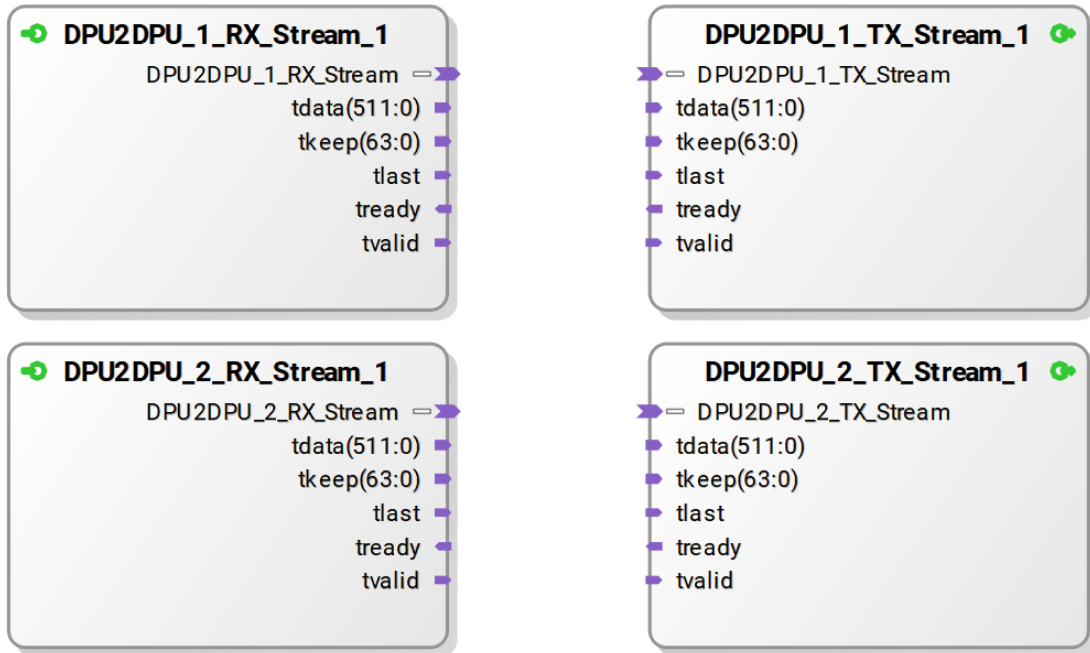 DPU2DPU_1_RX_Stream_1
DPU2DPU_1_RX_Stream
tdata(511:0)
tkeep(63:0)
tlast
tready
tvalid
DPU2DPU_1_TX_Stream_1
DPU2DPU_1_TX_Stream
tdata(511:0)
tkeep(63:0)
tlast
tready
tvalid
DPU2DPU_2_RX_Stream_1
DPU2DPU_2_RX_Stream
tdata(511:0)
tkeep(63:0)
tlast
tready
tvalid
DPU2DPU_2_TX_Stream_1
DPU2DPU_2_TX_Stream
tdata(511:0)
tkeep(63:0)
tlast
tready
tvalid